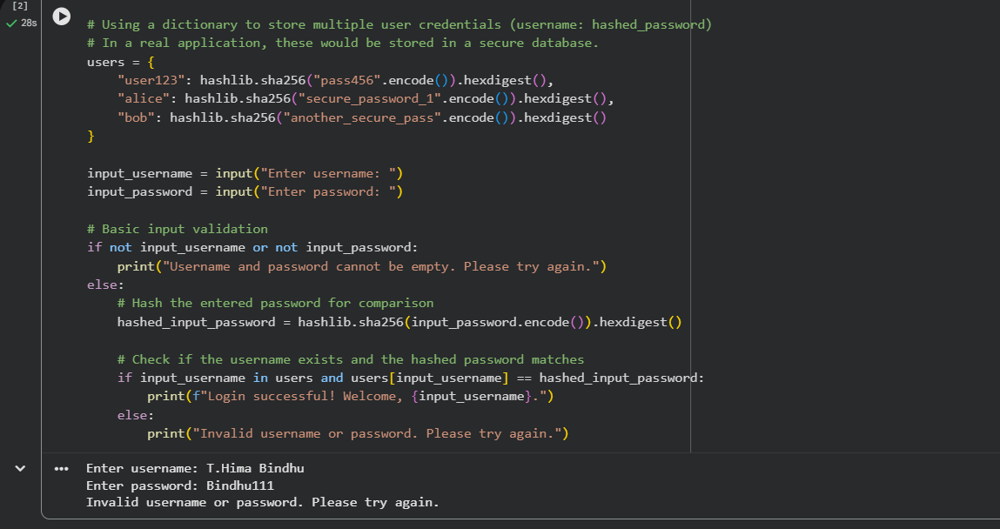 [2]
28s
# Using a dictionary to store multiple user credentials (username: hashed_password)
# In a real application, these would be stored in a secure database.
users = {
    "user123": hashlib.sha256("pass456".encode()).hexdigest(),
    "alice": hashlib.sha256("secure_password_1".encode()).hexdigest(),
    "bob": hashlib.sha256("another_secure_pass".encode()).hexdigest()
}
input_username = input("Enter username: ")
input_password = input("Enter password: ")
# Basic input validation
if not input_username or not input_password:
    print("Username and password cannot be empty. Please try again.")
else:
    # Hash the entered password for comparison
    hashed_input_password = hashlib.sha256(input_password.encode()).hexdigest()
    # Check if the username exists and the hashed password matches
    if input_username in users and users[input_username] == hashed_input_password:
        print(f"Login successful! Welcome, {input_username}.")
    else:
        print("Invalid username or password. Please try again.")
Enter username: T.Hima Bindhu
Enter password: Bindhu111
Invalid username or password. Please try again.